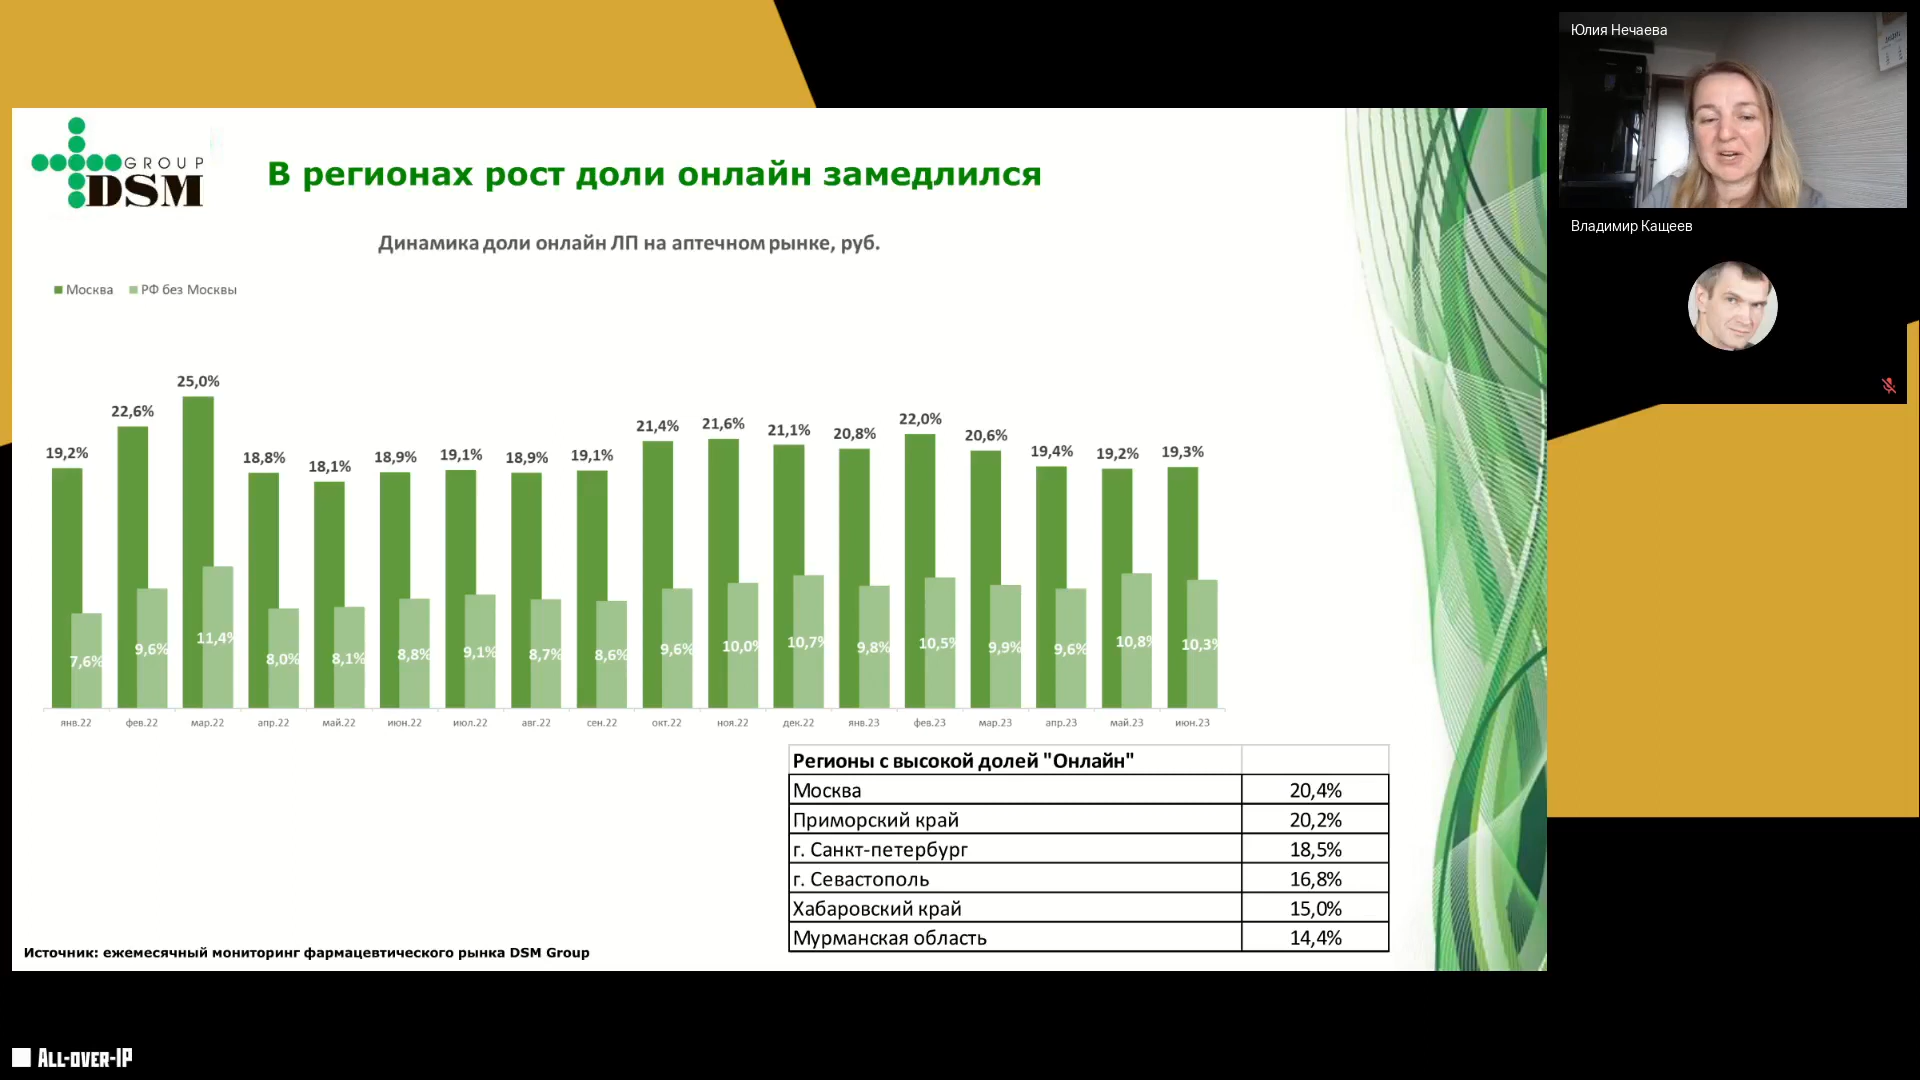 Юлия Нечаева
Владимир Кащеев
GROUP
DSM
В регионах рост доли онлайн замедлился
Динамика доли онлайн ЛП на аптечном рынке, руб.
Москва РФ без Москвы
19,2% 22,6% 25,0% 18,8% 18,1% 18,9% 19,1% 18,9% 19,1% 21,4% 21,6% 21,1% 20,8% 22,0% 20,6% 19,4% 19,2% 19,3%
7,6% 9,6% 11,4% 8,0% 8,1% 8,8% 9,1% 8,7% 8,6% 9,6% 10,0% 10,7% 9,8% 10,5% 9,9% 9,6% 10,8% 10,3%
янв.22 фев.22 мар.22 апр.22 май.22 июн.22 июл.22 авг.22 сен.22 окт.22 ноя.22 дек.22 янв.23 фев.23 мар.23 апр.23 май.23 июн.23
Регионы с высокой долей "Онлайн"
Москва 20,4%
Приморский край 20,2%
г. Санкт-петербург 18,5%
г. Севастополь 16,8%
Хабаровский край 15,0%
Мурманская область 14,4%
Источник: ежемесячный мониторинг фармацевтического рынка DSM Group
ALL-OVER-IP